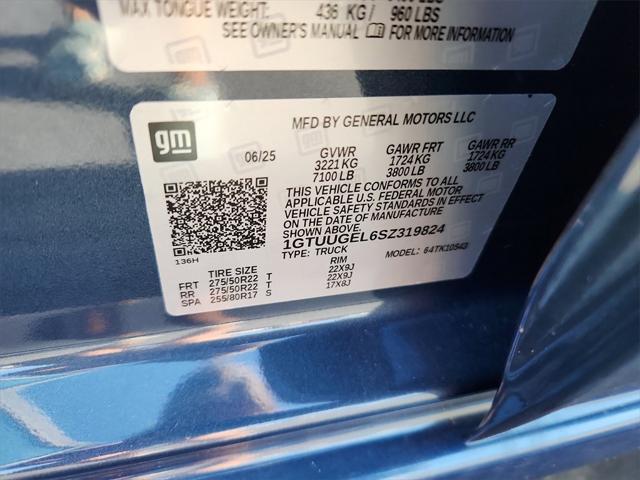 MAX TONGUE WEIGHT: 436 KG/ 960 LBS
SEE OWNER'S MANUAL FOR MORE INFORMATION
gm
MFD BY GENERAL MOTORS LLC
06/25 GVWR GAWR FRT GAWR RR
3221 KG 1724 KG 1724 KG
7100 LB 3800 LB 3800 LB
THIS VEHICLE CONFORMS TO ALL
APPLICABLE U.S. FEDERAL MOTOR
VEHICLE SAFETY STANDARDS IN EFFECT
ON THE DATE OF MANUFACTURE
SHOWN ABOVE.
1GTUUGEL6SZ319824
136H TYPE: TRUCK MODEL: 64TK10543
TIRE SIZE RIM
FRT 275/50R22 T 22X9J
RR 275/50R22 T 22X9J
SPA 255/80R17 S 17X8J